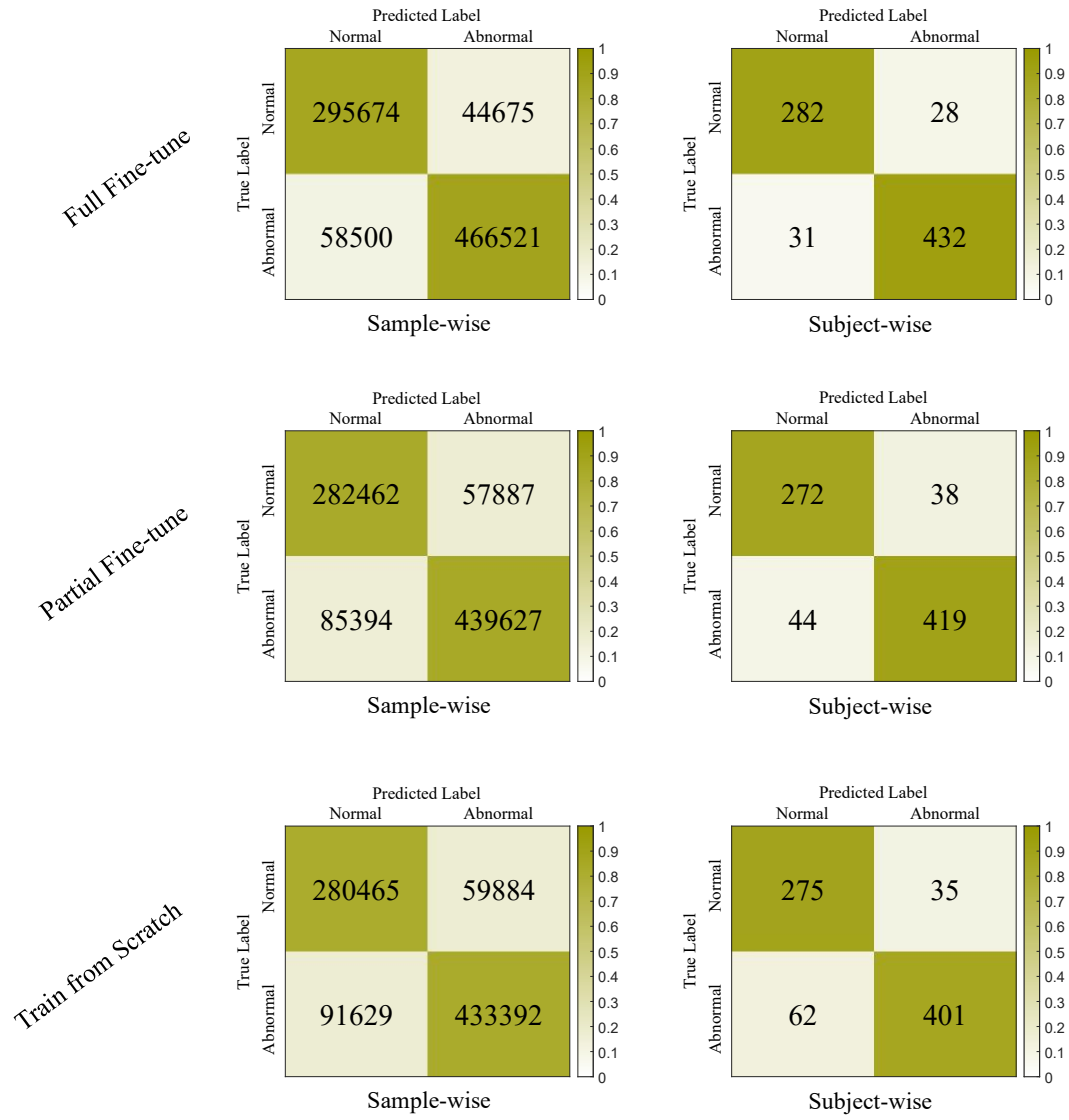 Predicted Label
Normal Abnormal
Full Fine-tune
True Label
Normal
Abnormal
295674 44675
58500 466521
1
0.9
0.8
0.7
0.6
0.5
0.4
0.3
0.2
0.1
0
Sample-wise
Predicted Label
Normal Abnormal
True Label
Normal
Abnormal
282 28
31 432
1
0.9
0.8
0.7
0.6
0.5
0.4
0.3
0.2
0.1
0
Subject-wise
Predicted Label
Normal Abnormal
Partial Fine-tune
True Label
Normal
Abnormal
282462 57887
85394 439627
1
0.9
0.8
0.7
0.6
0.5
0.4
0.3
0.2
0.1
0
Sample-wise
Predicted Label
Normal Abnormal
True Label
Normal
Abnormal
272 38
44 419
1
0.9
0.8
0.7
0.6
0.5
0.4
0.3
0.2
0.1
0
Subject-wise
Predicted Label
Normal Abnormal
Train from Scratch
True Label
Normal
Abnormal
280465 59884
91629 433392
1
0.9
0.8
0.7
0.6
0.5
0.4
0.3
0.2
0.1
0
Sample-wise
Predicted Label
Normal Abnormal
True Label
Normal
Abnormal
275 35
62 401
1
0.9
0.8
0.7
0.6
0.5
0.4
0.3
0.2
0.1
0
Subject-wise